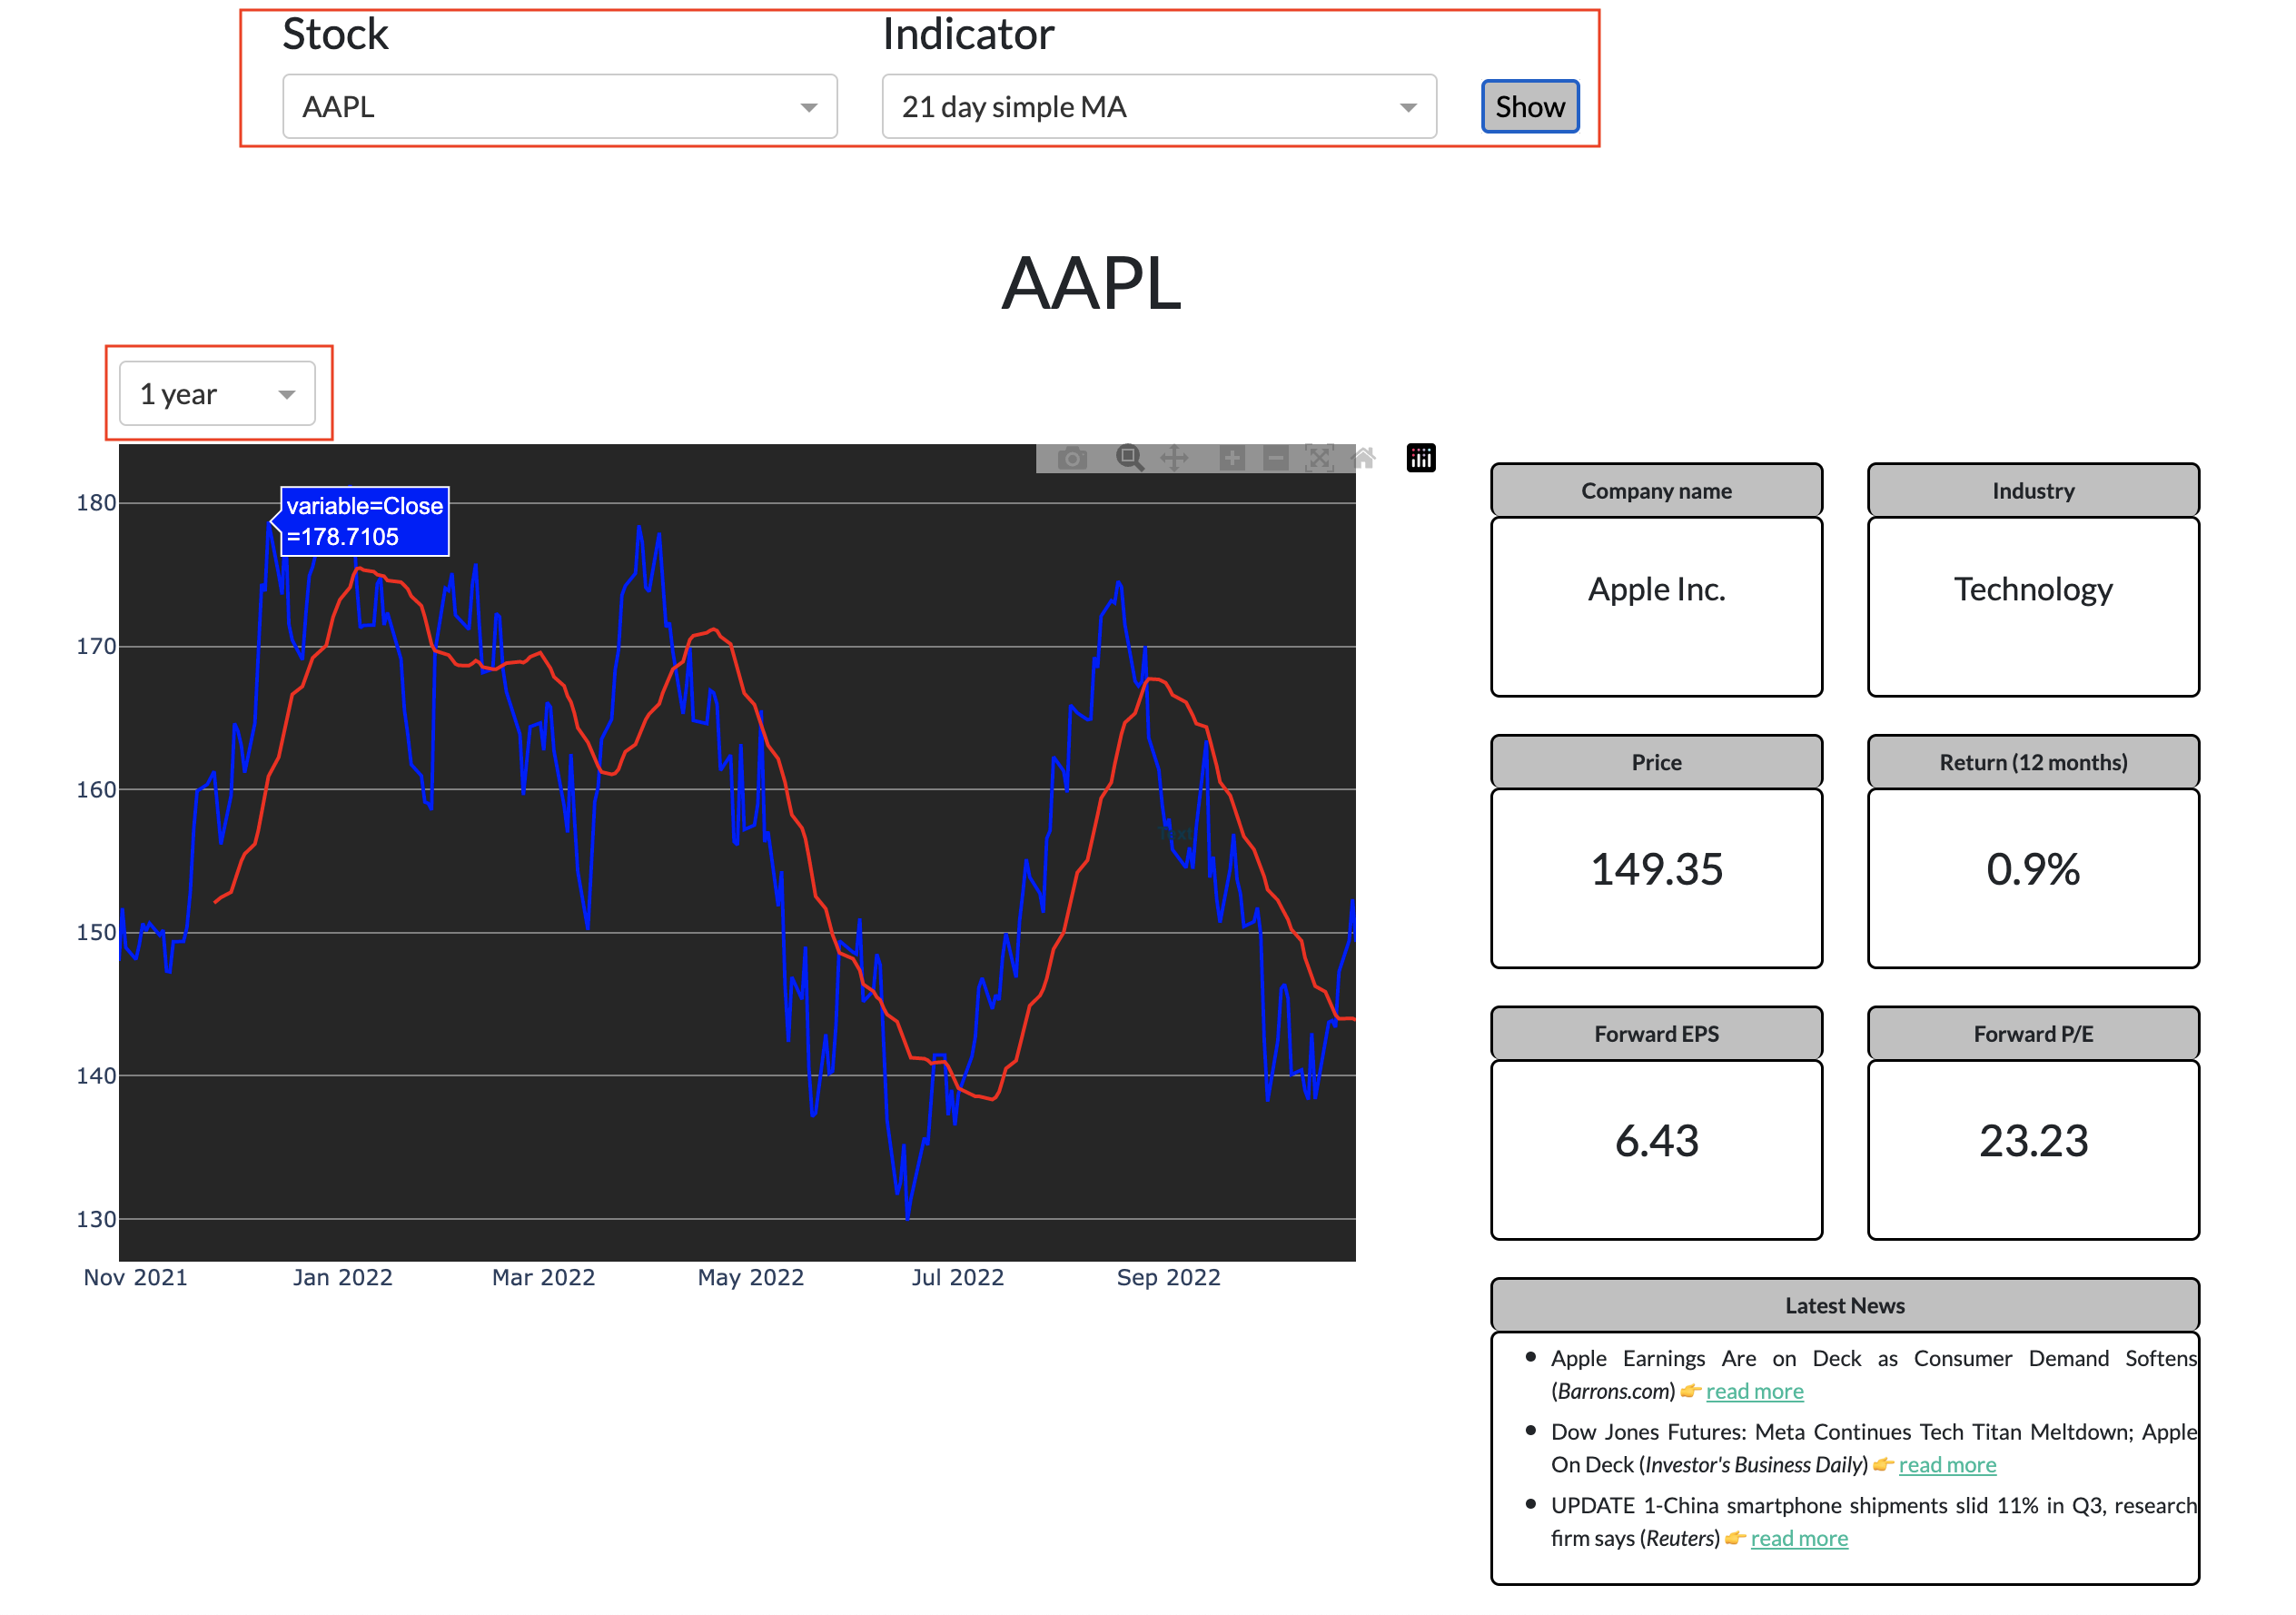 Stock
Indicator
AAPL
21 day simple MA
Show
AAPL
1 year
variable=Close
=178.7105
180
170
160
150
140
130
Text
Nov 2021
Jan 2022
Mar 2022
May 2022
Jul 2022
Sep 2022
Company name
Industry
Apple Inc.
Technology
Price
Return (12 months)
149.35
0.9%
Forward EPS
Forward P/E
6.43
23.23
Latest News
• Apple Earnings Are on Deck as Consumer Demand Softens
(Barrons.com) 👉 read more
• Dow Jones Futures: Meta Continues Tech Titan Meltdown; Apple
On Deck (Investor's Business Daily) 👉 read more
• UPDATE 1-China smartphone shipments slid 11% in Q3, research
firm says (Reuters) 👉 read more